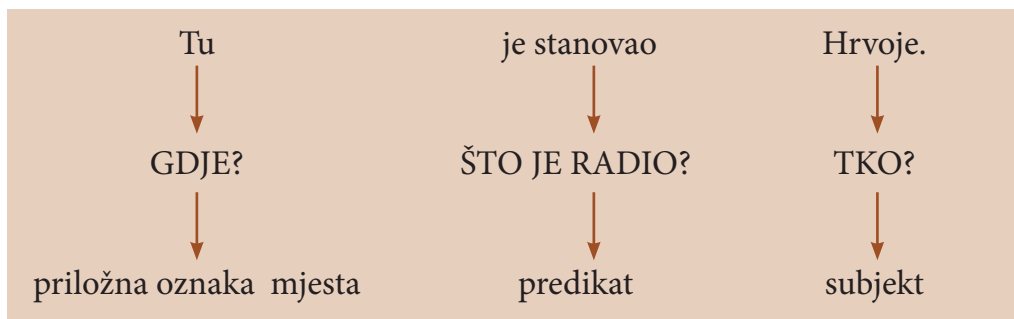 Tu je stanovao Hrvoje.
GDJE? ŠTO JE RADIO? TKO?
priložna oznaka mjesta predikat subjekt